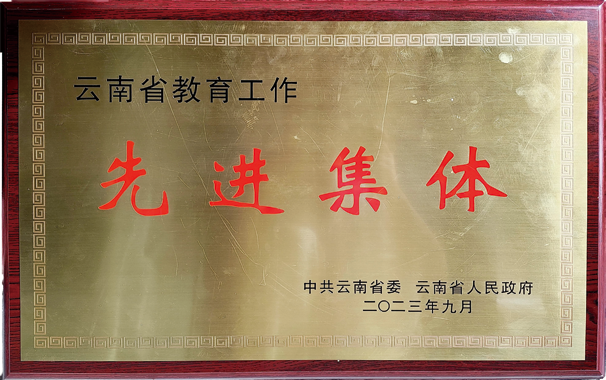 云南省教育工作
先进集体
中共云南省委 云南省人民政府
二〇二三年九月